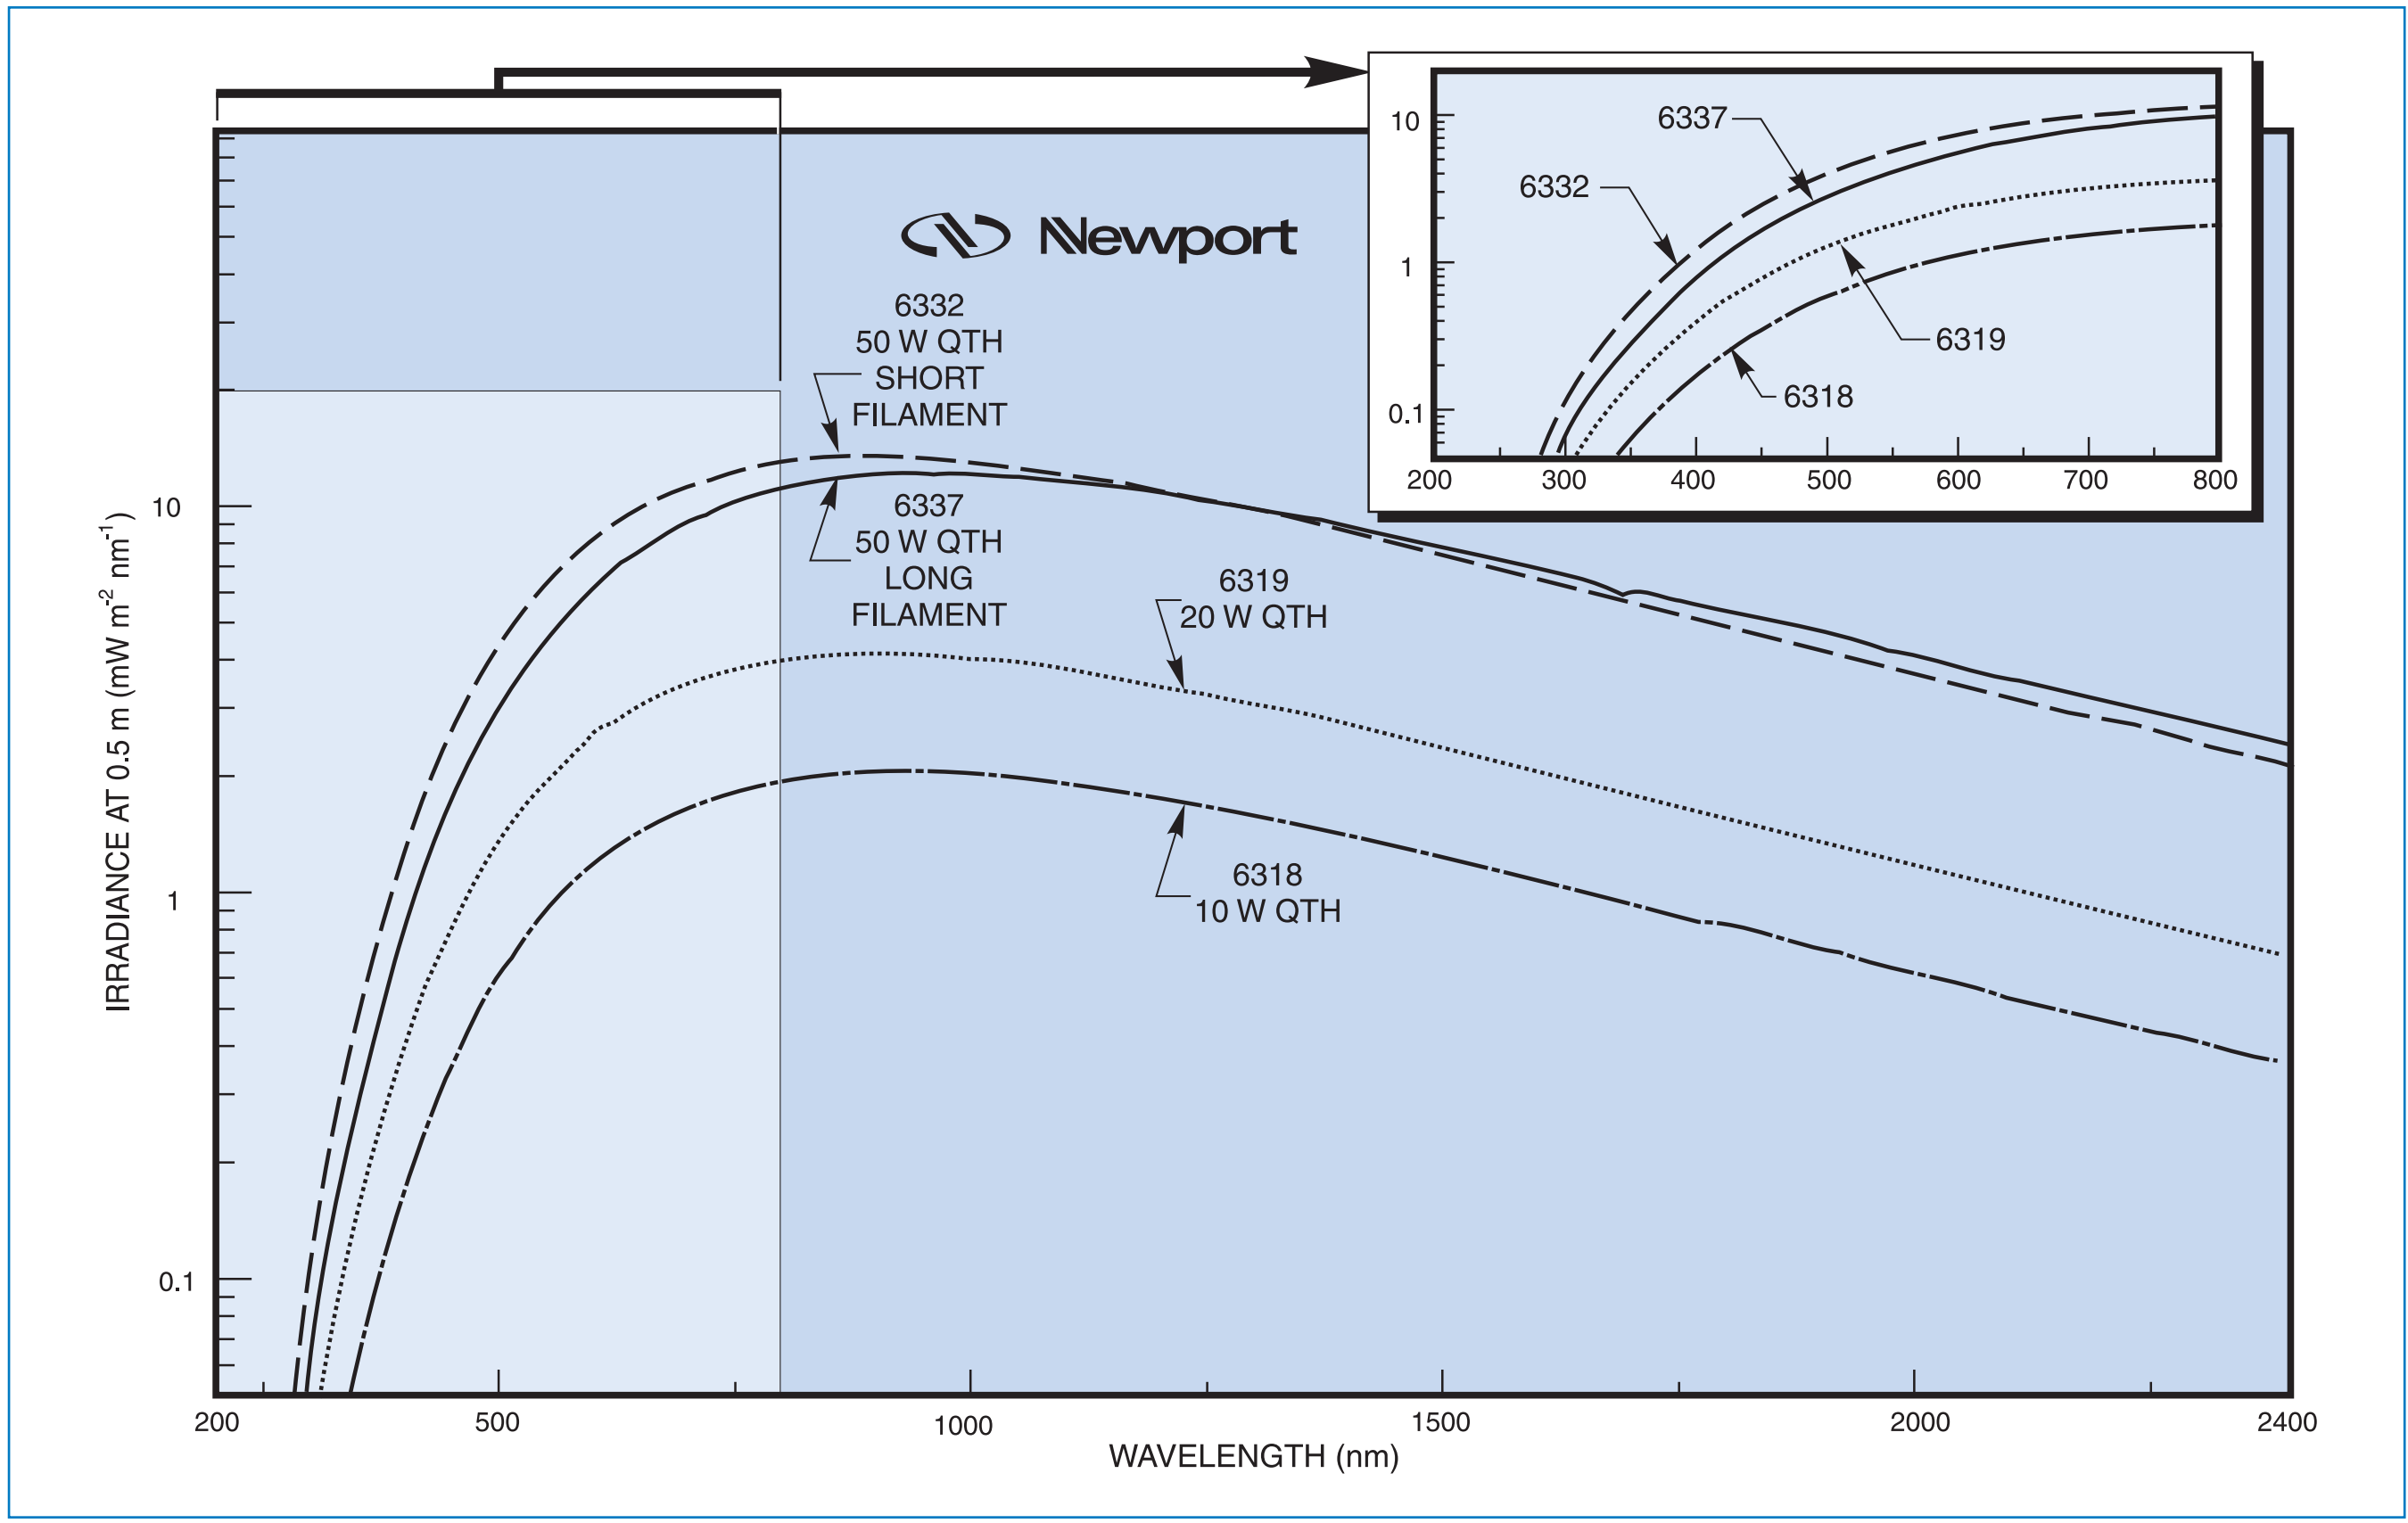 Newport
6332
50 W QTH
SHORT
FILAMENT
6337
50 W QTH
LONG
FILAMENT
6319
20 W QTH
6318
10 W QTH
10
1
0.1
IRRADIANCE AT 0.5 m (mW m-2 nm-1)
200
500
1000
1500
2000
2400
WAVELENGTH (nm)
10
1
0.1
6337
6332
6319
6318
200
300
400
500
600
700
800